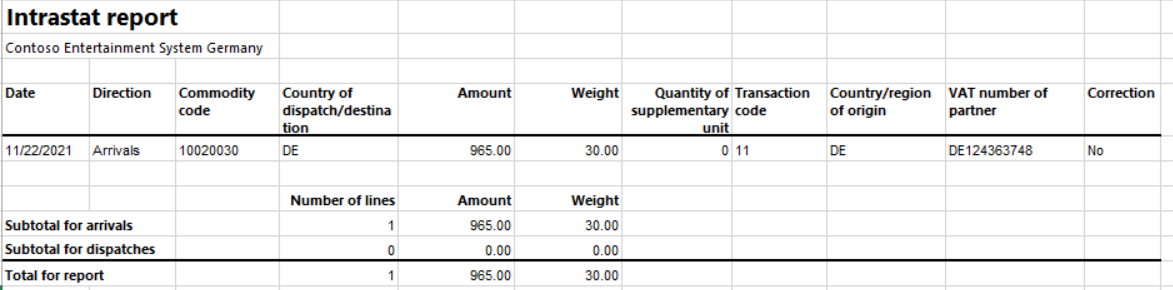 Intrastat report
Contoso Entertainment System Germany
Date Direction Commodity code Country of dispatch/destination Amount Weight Quantity of supplementary unit Transaction code Country/region of origin VAT number of partner Correction
11/22/2021 Arrivals 10020030 DE 965.00 30.00 0 11 DE DE124363748 No
Number of lines Amount Weight
Subtotal for arrivals 1 965.00 30.00
Subtotal for dispatches 0 0.00 0.00
Total for report 1 965.00 30.00